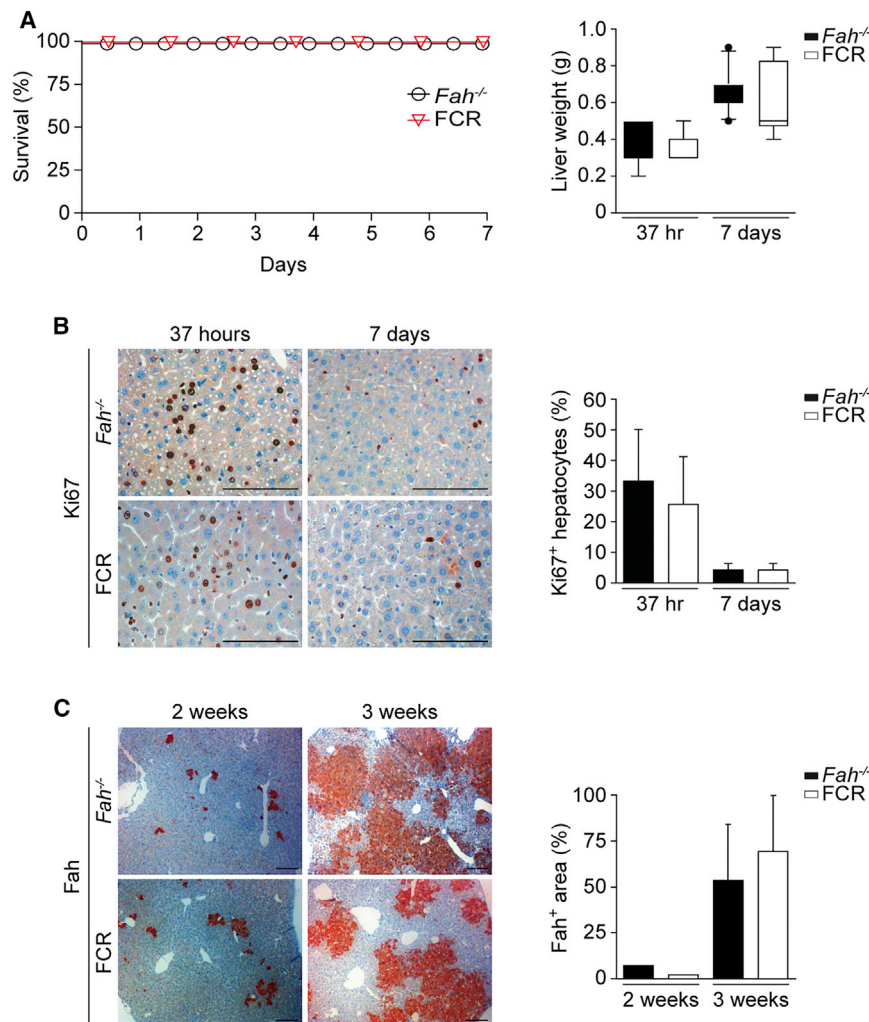 A
Survival (%)
100
75
50
25
0
0 1 2 3 4 5 6 7
Days
Fah-/-
FCR
Liver weight (g)
1
0.8
0.6
0.4
0.2
0
37 hr 7 days
Fah-/-
FCR
B
37 hours 7 days
Ki67
Fah-/-
FCR
Ki67+ hepatocytes (%)
60
50
40
30
20
10
0
37 hr 7 days
Fah-/-
FCR
C
2 weeks 3 weeks
Fah
Fah-/-
FCR
Fah+ area (%)
100
75
50
25
0
2 weeks 3 weeks
Fah-/-
FCR